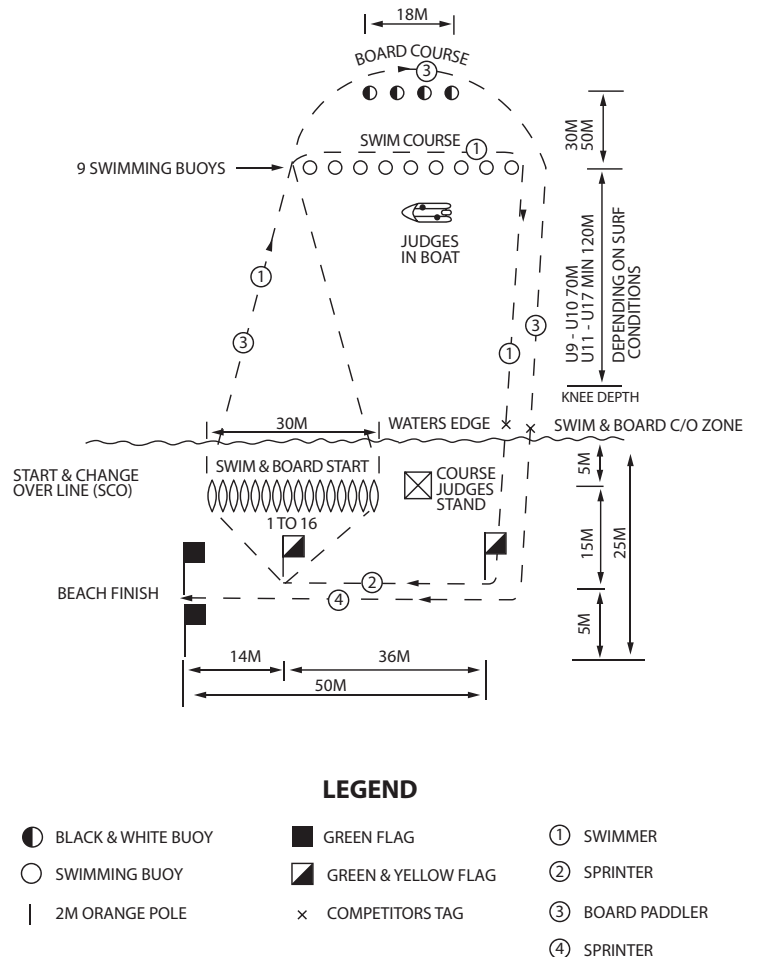 18M
BOARD COURSE
3
30M
50M
SWIM COURSE
1
9 SWIMMING BUOYS
JUDGES
IN BOAT
1
3
3
1
U9 - U10 70M
U11 - U17 MIN 120M
DEPENDING ON SURF
CONDITIONS
KNEE DEPTH
30M
WATERS EDGE
SWIM & BOARD C/O ZONE
START & CHANGE
OVER LINE (SCO)
SWIM & BOARD START
COURSE
JUDGES
STAND
5M
1 TO 16
15M
25M
BEACH FINISH
2
4
5M
14M
36M
50M
LEGEND
BLACK & WHITE BUOY
GREEN FLAG
1 SWIMMER
SWIMMING BUOY
GREEN & YELLOW FLAG
2 SPRINTER
2M ORANGE POLE
COMPETITORS TAG
3 BOARD PADDLER
4 SPRINTER